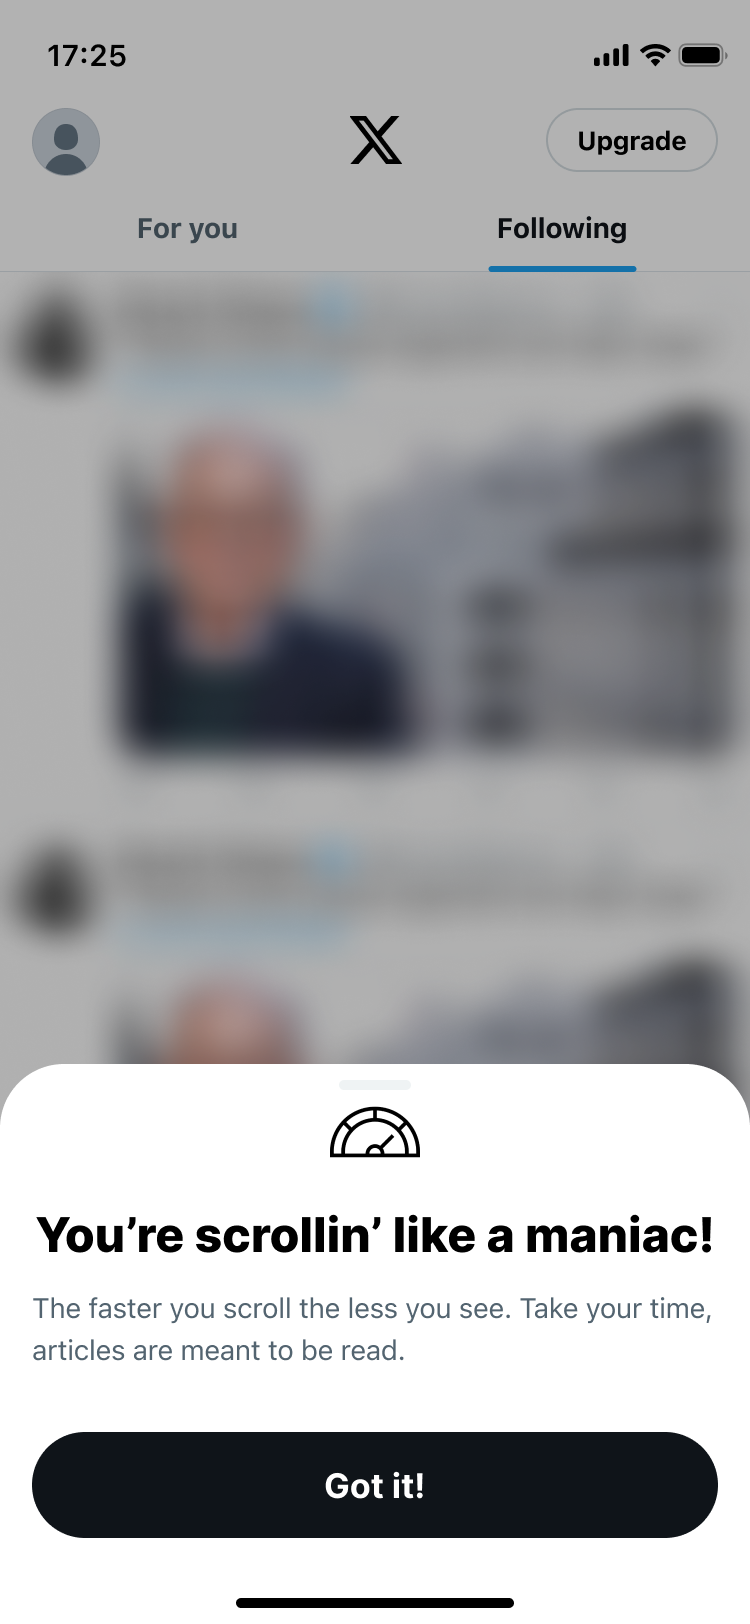 17:25
Upgrade
For you
Following
You’re scrollin’ like a maniac!
The faster you scroll the less you see. Take your time,
articles are meant to be read.
Got it!